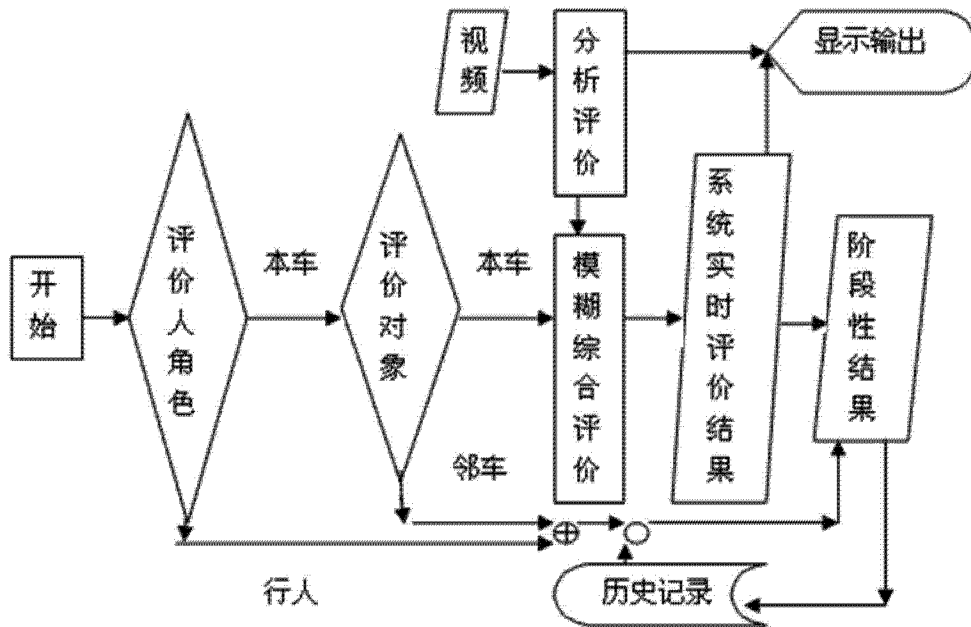 视频
分析评价
显示输出
开始
评价人角色
本车
评价对象
本车
模糊综合评价
系统实时评价结果
阶段性结果
邻车
行人
历史记录